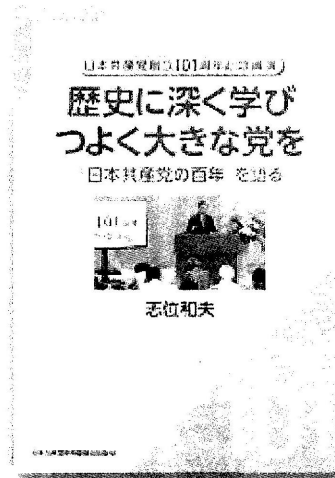 日本共産党創立101周年記念講演
歴史に深く学び
つよく大きな党を
日本共産党の百年 を語る
101
志位和夫